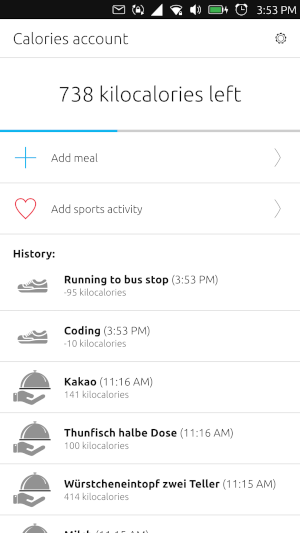 3:53 PM
Calories account
738 kilocalories left
Add meal
Add sports activity
History:
Running to bus stop (3:53 PM)
-95 kilocalories
Coding (3:53 PM)
-10 kilocalories
Kakao (11:16 AM)
141 kilocalories
Thunfisch halbe Dose (11:16 AM)
100 kilocalories
Würstcheneintopf zwei Teller (11:15 AM)
414 kilocalories